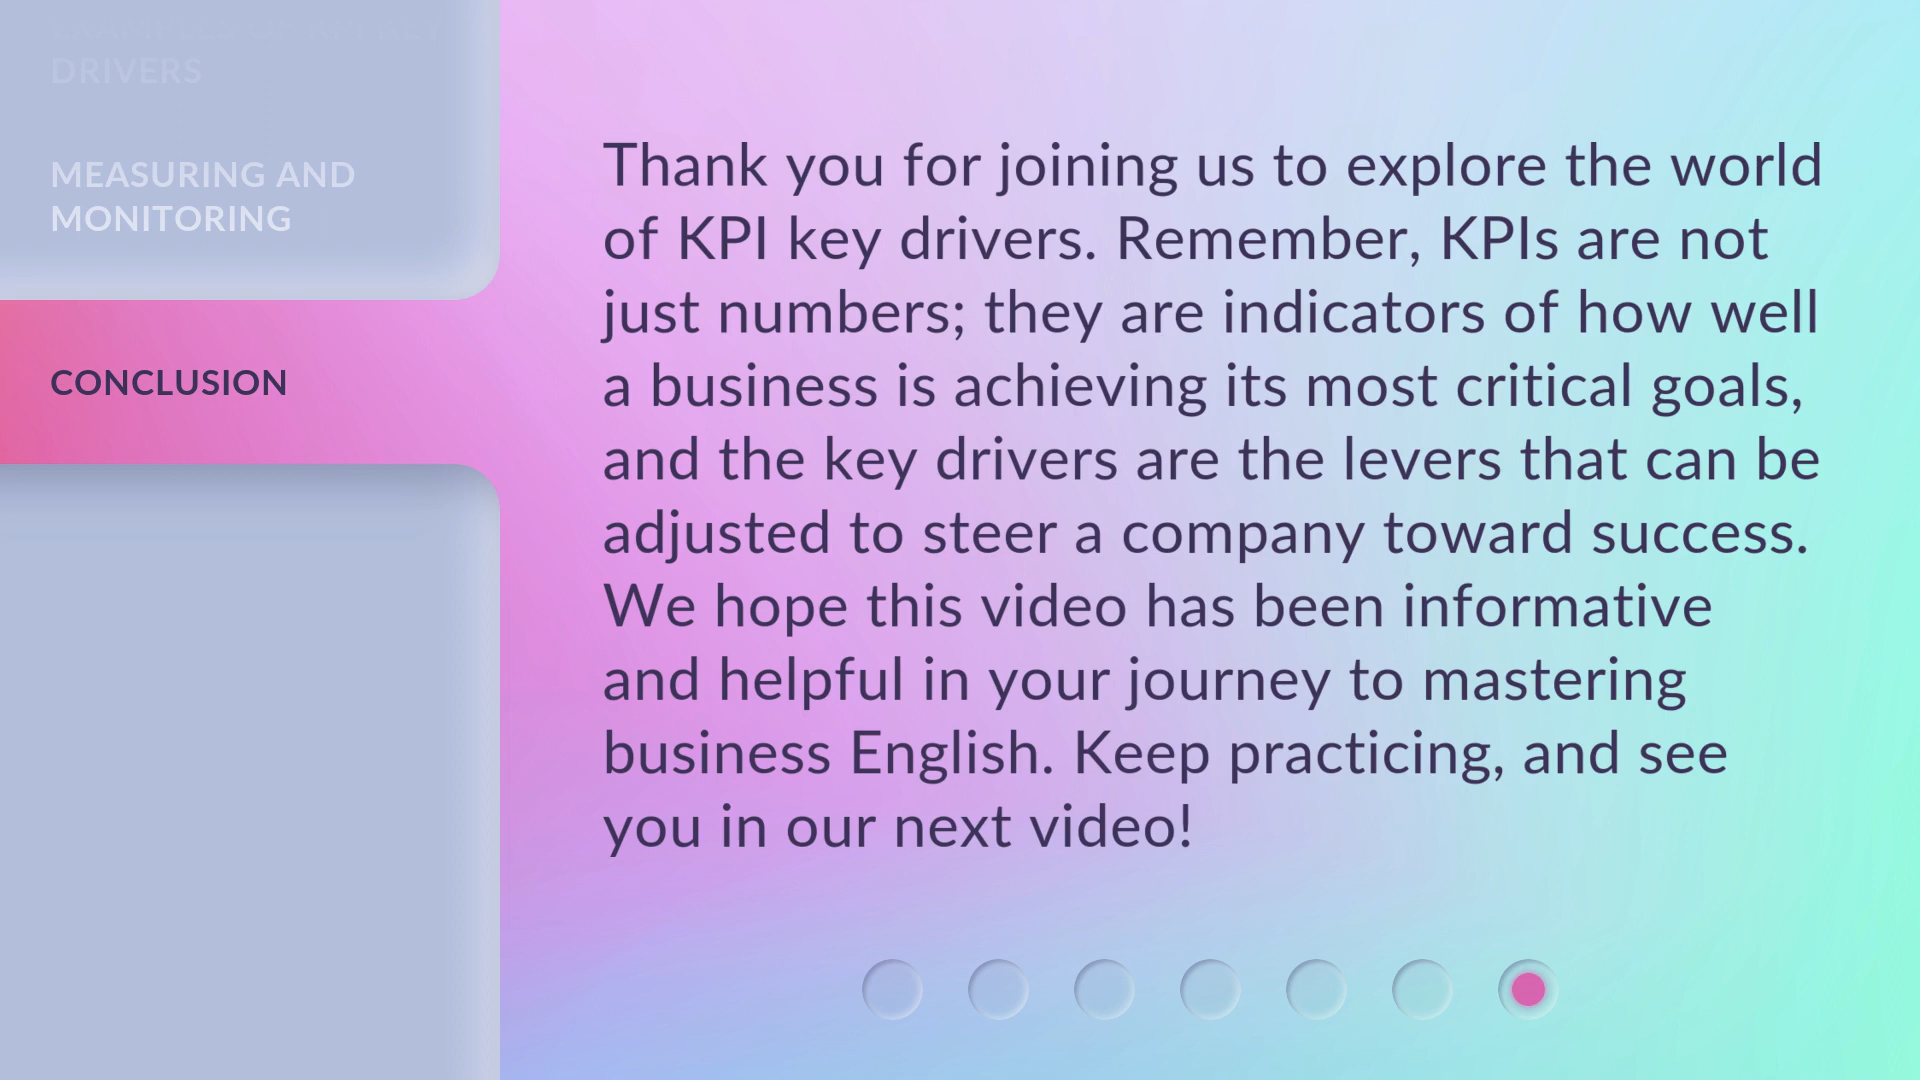 DRIVERS
MEASURING AND
MONITORING
CONCLUSION
Thank you for joining us to explore the world
of KPI key drivers. Remember, KPIs are not
just numbers; they are indicators of how well
a business is achieving its most critical goals,
and the key drivers are the levers that can be
adjusted to steer a company toward success.
We hope this video has been informative
and helpful in your journey to mastering
business English. Keep practicing, and see
you in our next video!